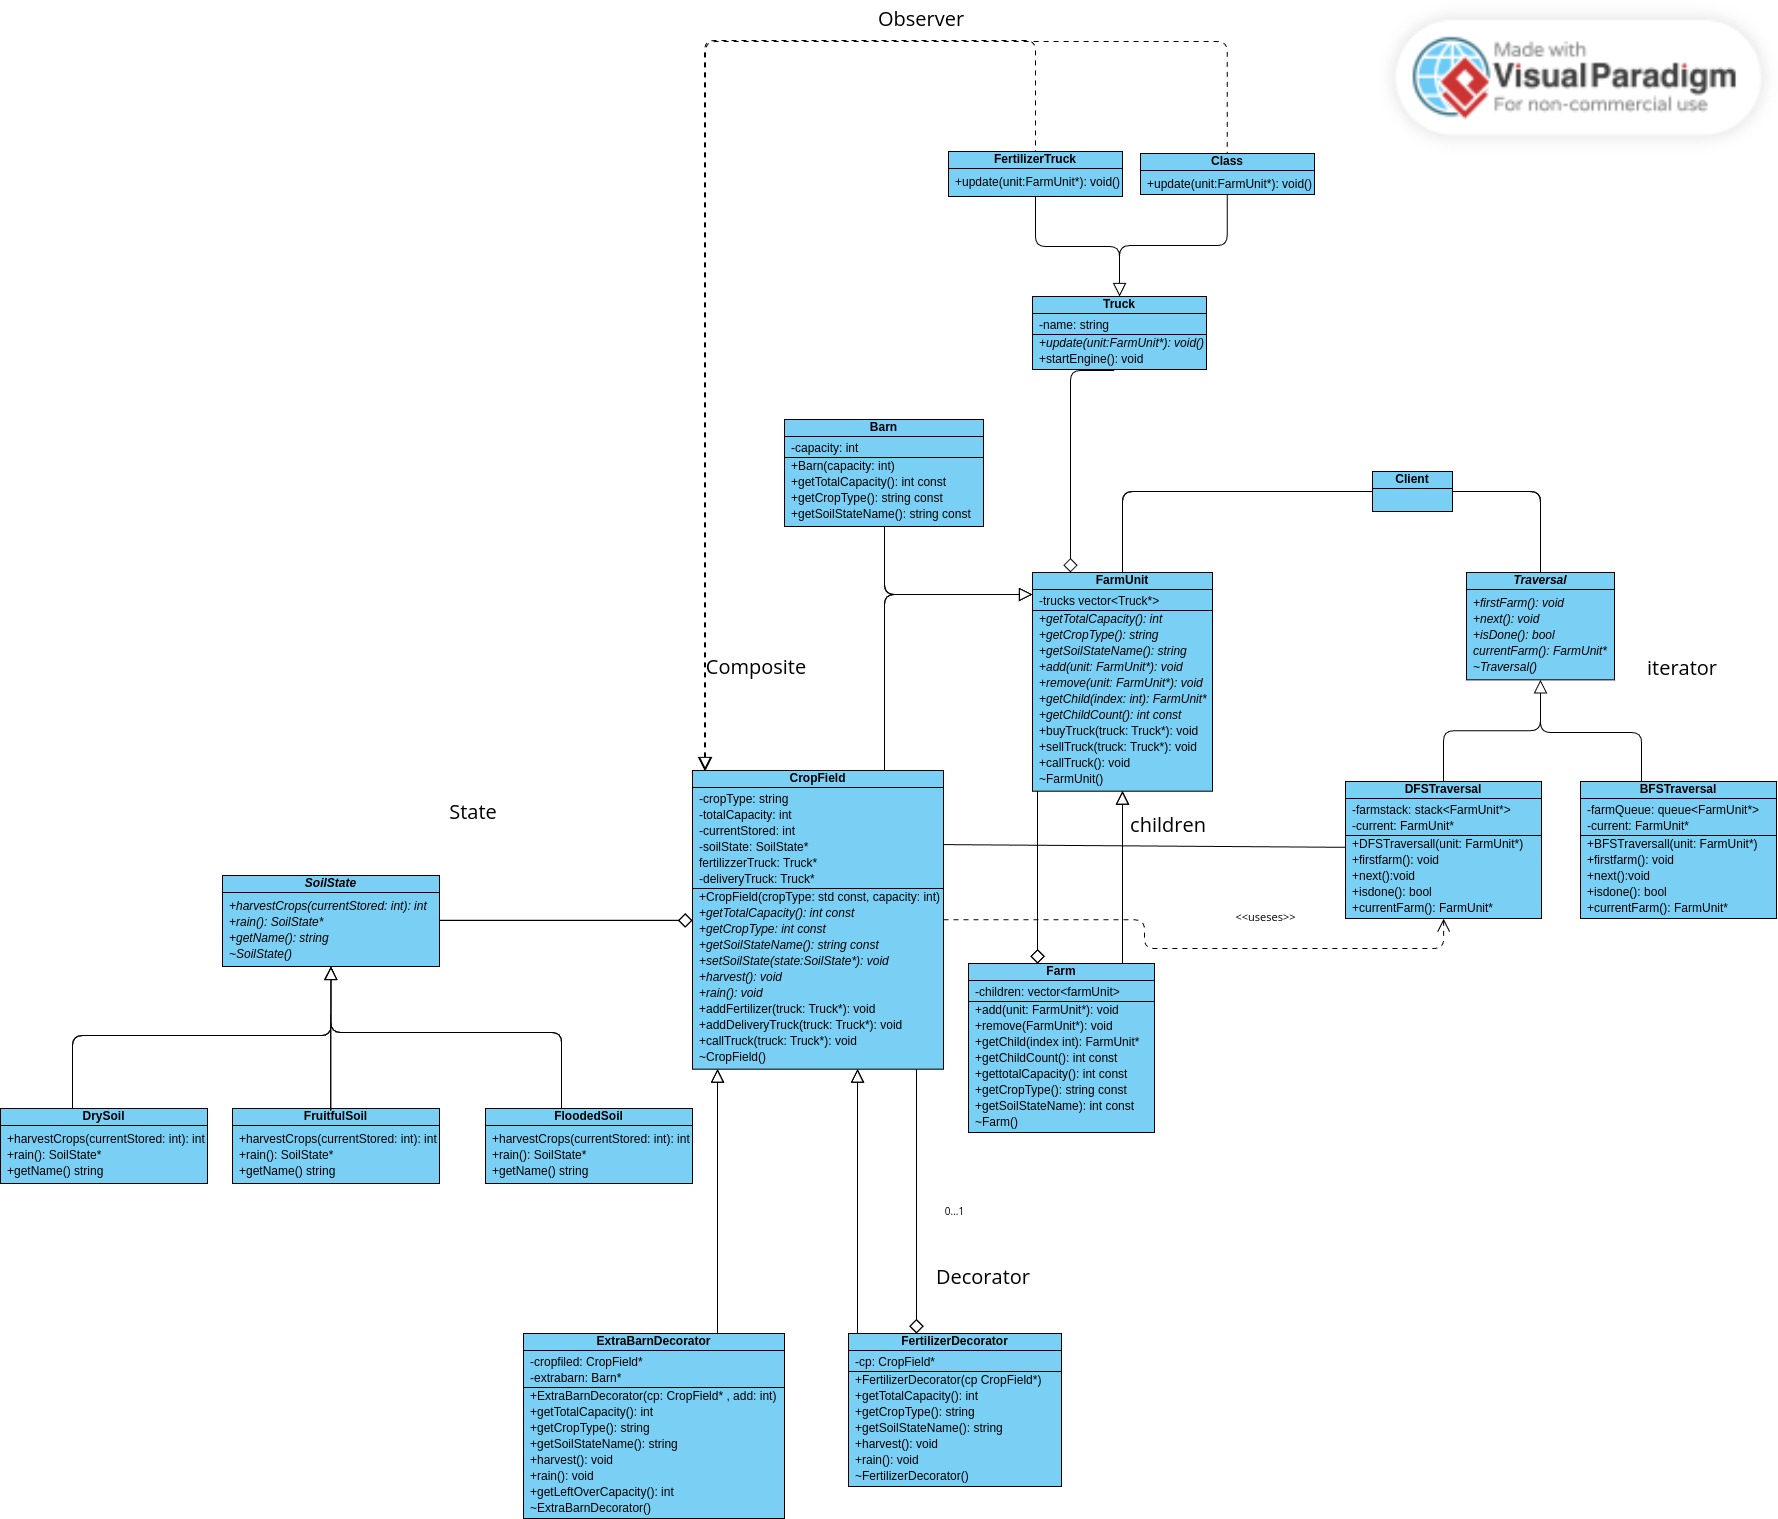 Observer
Made with
Visual Paradigm
For non-commercial use
FertilizerTruck
+update(unit:FarmUnit*): void()
Class
+update(unit:FarmUnit*): void()
Truck
-name: string
+update(unit:FarmUnit*): void()
+startEngine(): void
Barn
-capacity: int
+Barn(capacity: int)
+getTotalCapacity(): int const
+getCropType(): string const
+getSoilStateName(): string const
Client
FarmUnit
-trucks vector<Truck*>
+getTotalCapacity(): int
+getCropType(): string
+getSoilStateName(): string
+add(unit: FarmUnit*): void
+remove(unit: FarmUnit*): void
+getChild(index: int): FarmUnit*
+getChildCount(): int const
+buyTruck(truck: Truck*): void
+sellTruck(truck: Truck*): void
+callTruck(): void
~FarmUnit()
Traversal
+firstFarm(): void
+next(): void
+isDone(): bool
currentFarm(): FarmUnit*
~Traversal()
Composite
iterator
CropField
-cropType: string
-totalCapacity: int
-currentStored: int
-soilState: SoilState*
fertilizzerTruck: Truck*
-deliveryTruck: Truck*
+CropField(cropType: std const, capacity: int)
+getTotalCapacity(): int const
+getCropType: int const
+getSoilStateName(): string const
+setSoilState(state:SoilState*): void
+harvest(): void
+rain(): void
+addFertilizer(truck: Truck*): void
+addDeliveryTruck(truck: Truck*): void
+callTruck(truck: Truck*): void
~CropField()
State
children
DFSTraversal
-farmstack: stack<FarmUnit*>
-current: FarmUnit*
+DFSTraversall(unit: FarmUnit*)
+firstfarm(): void
+next():void
+isdone(): bool
+currentFarm(): FarmUnit*
BFSTraversal
-farmQueue: queue<FarmUnit*>
-current: FarmUnit*
+BFSTraversall(unit: FarmUnit*)
+firstfarm(): void
+next():void
+isdone(): bool
+currentFarm(): FarmUnit*
SoilState
+harvestCrops(currentStored: int): int
+rain(): SoilState*
+getName(): string
~SoilState()
<<useses>>
Farm
-children: vector<farmUnit>
+add(unit: FarmUnit*): void
+remove(FarmUnit*): void
+getChild(index int): FarmUnit*
+getChildCount(): int const
+gettotalCapacity(): int const
+getCropType(): string const
+getSoilStateName): int const
~Farm()
DrySoil
+harvestCrops(currentStored: int): int
+rain(): SoilState*
+getName() string
FruitfulSoil
+harvestCrops(currentStored: int): int
+rain(): SoilState*
+getName() string
FloodedSoil
+harvestCrops(currentStored: int): int
+rain(): SoilState*
+getName() string
0...1
Decorator
ExtraBarnDecorator
-cropfiled: CropField*
-extrabarn: Barn*
+ExtraBarnDecorator(cp: CropField* , add: int)
+getTotalCapacity(): int
+getCropType(): string
+getSoilStateName(): string
+harvest(): void
+rain(): void
+getLeftOverCapacity(): int
~ExtraBarnDecorator()
FertilizerDecorator
-cp: CropField*
+FertilizerDecorator(cp CropField*)
+getTotalCapacity(): int
+getCropType(): string
+getSoilStateName(): string
+harvest(): void
+rain(): void
~FertilizerDecorator()